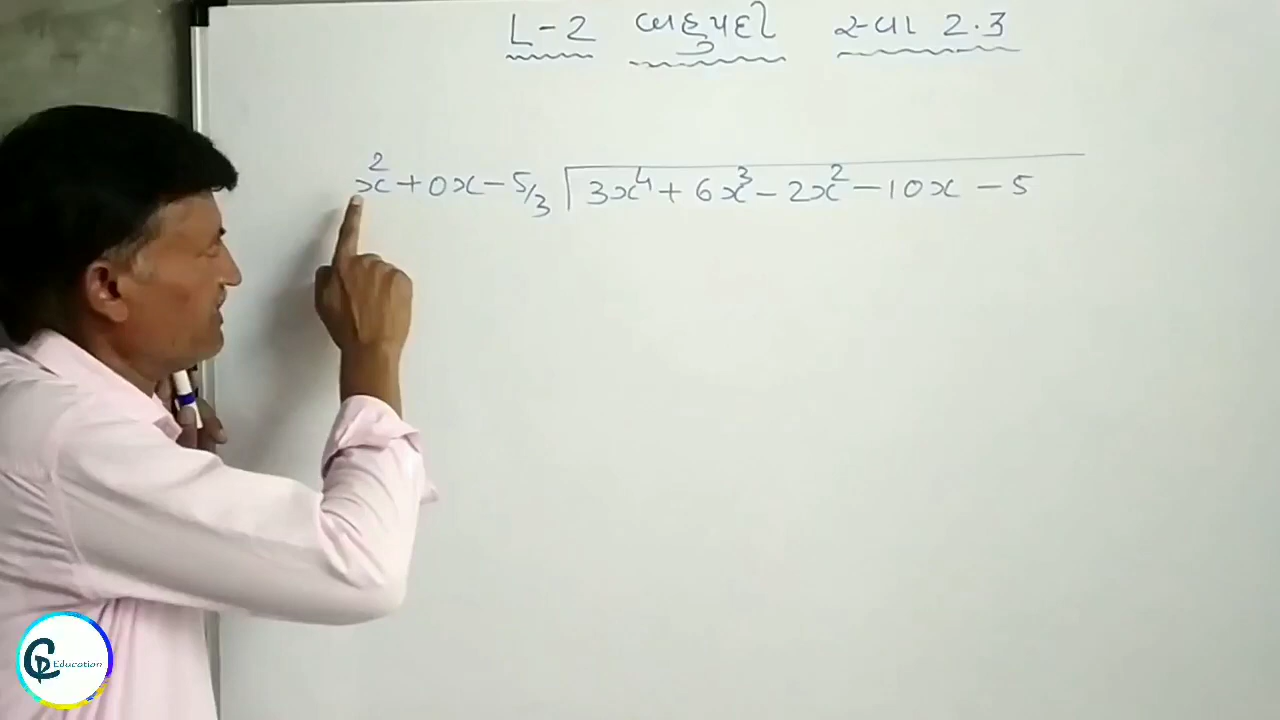 L-2 બહુપદી સ્વા 2.3
x² + 0x - 5/3 ⟌ 3x⁴ + 6x³ - 2x² - 10x - 5
Education